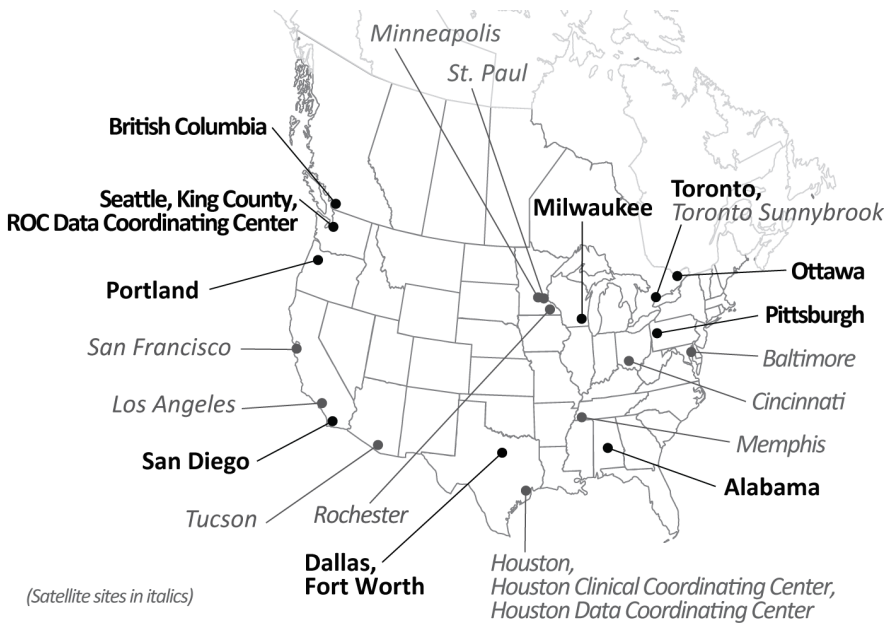 Minneapolis
St. Paul
British Columbia
Seattle, King County,
ROC Data Coordinating Center
Portland
San Francisco
Los Angeles
San Diego
Tucson
Rochester
Dallas,
Fort Worth
Milwaukee
Toronto,
Toronto Sunnybrook
Ottawa
Pittsburgh
Baltimore
Cincinnati
Memphis
Alabama
Houston,
Houston Clinical Coordinating Center,
Houston Data Coordinating Center
(Satellite sites in italics)